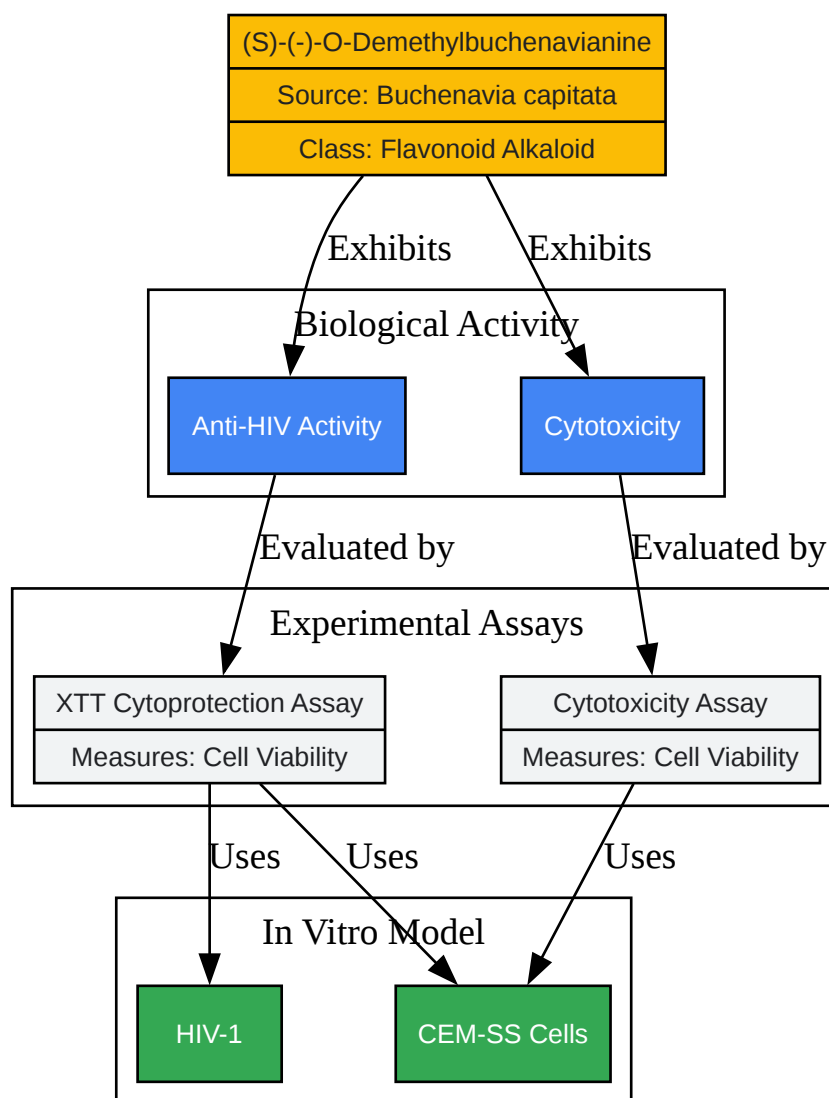 (S)-(-)-O-Demethylbuchenavianine
Source: Buchenavia capitata
Class: Flavonoid Alkaloid
Exhibits
Exhibits
Biological Activity
Anti-HIV Activity
Cytotoxicity
Evaluated by
Evaluated by
Experimental Assays
XTT Cytoprotection Assay
Measures: Cell Viability
Cytotoxicity Assay
Measures: Cell Viability
Uses
Uses
Uses
In Vitro Model
HIV-1
CEM-SS Cells